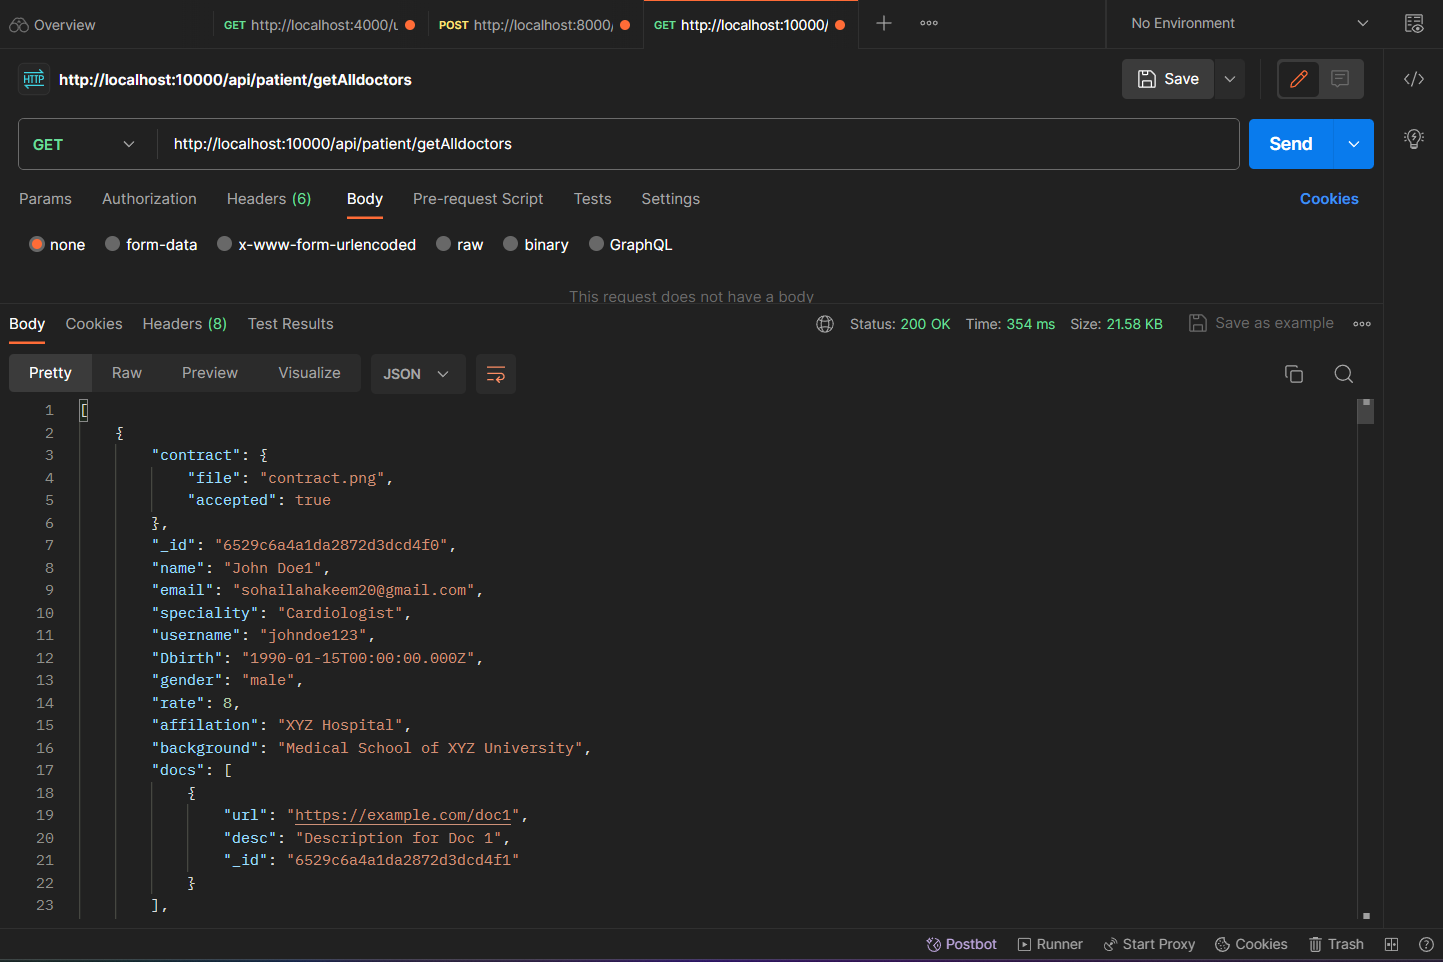 Overview
GET http://localhost:4000/u
POST http://localhost:8000/
GET http://localhost:10000/
No Environment
HTTP http://localhost:10000/api/patient/getAlldoctors
Save
GET http://localhost:10000/api/patient/getAlldoctors
Send
Params Authorization Headers (6) Body Pre-request Script Tests Settings Cookies
none form-data x-www-form-urlencoded raw binary GraphQL
This request does not have a body
Body Cookies Headers (8) Test Results Status: 200 OK Time: 354 ms Size: 21.58 KB Save as example
Pretty Raw Preview Visualize JSON
1 [
2 {
3 "contract": {
4 "file": "contract.png",
5 "accepted": true
6 },
7 "_id": "6529c6a4a1da2872d3dcd4f0",
8 "name": "John Doe1",
9 "email": "sohailahakeem20@gmail.com",
10 "speciality": "Cardiologist",
11 "username": "johndoe123",
12 "Dbirth": "1990-01-15T00:00:00.000Z",
13 "gender": "male",
14 "rate": 8,
15 "affilation": "XYZ Hospital",
16 "background": "Medical School of XYZ University",
17 "docs": [
18 {
19 "url": "https://example.com/doc1",
20 "desc": "Description for Doc 1",
21 "_id": "6529c6a4a1da2872d3dcd4f1"
22 }
23 ],
Postbot Runner Start Proxy Cookies Trash